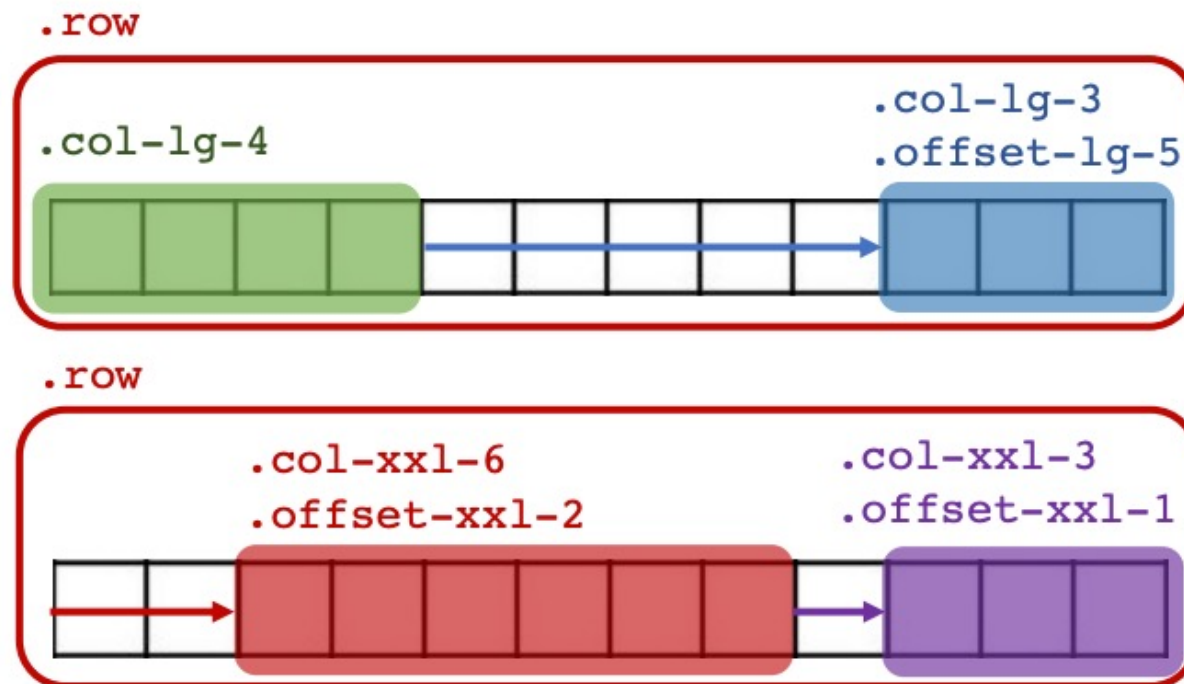 .row
.col-lg-4
.col-lg-3
.offset-lg-5
.row
.col-xxl-6
.offset-xxl-2
.col-xxl-3
.offset-xxl-1